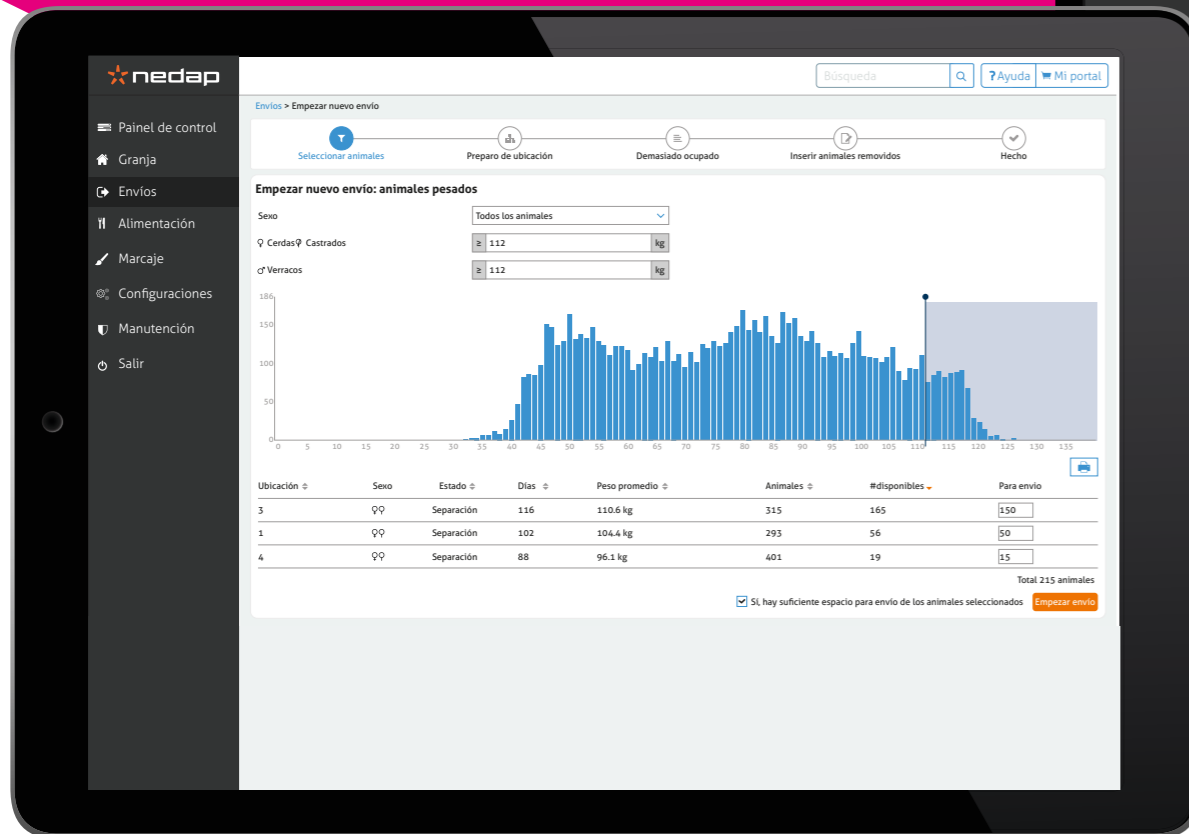 nedap
Búsqueda
?Ayuda
Mi portal
Painel de control
Granja
Envíos
Alimentación
Marcaje
Configuraciones
Manutención
Salir
Envíos > Empezar nuevo envío
Seleccionar animales
Preparo de ubicación
Demasiado ocupado
Inserir animales removidos
Hecho
Empezar nuevo envío: animales pesados
Sexo Todos los animales
♀ Cerdas Castrados ≥ 112 kg
♂ Verracos ≥ 112 kg
186
150
100
50
0
0 5 10 15 20 25 30 35 40 45 50 55 60 65 70 75 80 85 90 95 100 105 110 115 120 125 130 135
Ubicación Sexo Estado Días Peso promedio Animales #disponibles Para envio
3 ♀♀ Separación 116 110.6 kg 315 165 150
1 ♀♀ Separación 102 104.4 kg 293 56 50
4 ♀♀ Separación 88 96.1 kg 401 19 15
Total 215 animales
Sí, hay suficiente espacio para envio de los animales seleccionados Empezar envio